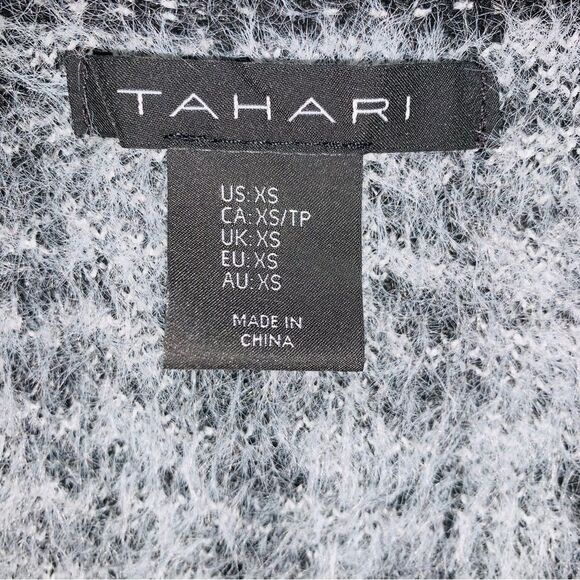 TAHARI
US: XS
CA: XS/TP
UK: XS
EU: XS
AU: XS
MADE IN
CHINA